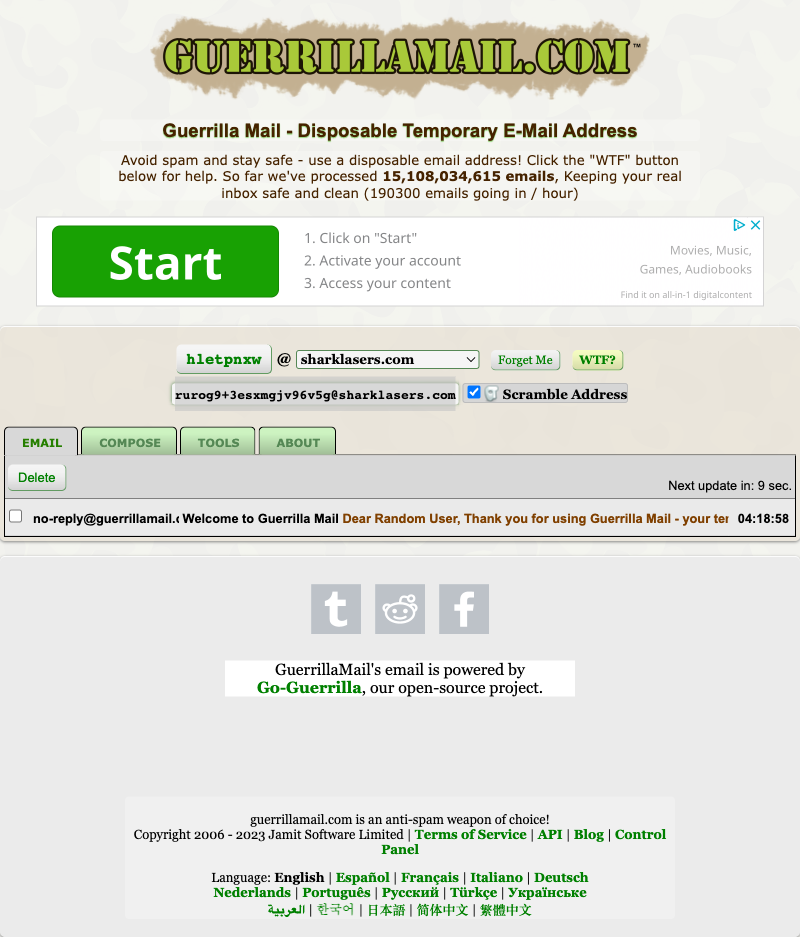 GUERRILLAMAIL.COM™
Guerrilla Mail - Disposable Temporary E-Mail Address
Avoid spam and stay safe - use a disposable email address! Click the "WTF" button
below for help. So far we've processed 15,108,034,615 emails, Keeping your real
inbox safe and clean (190300 emails going in / hour)
Start
1. Click on "Start"
2. Activate your account
3. Access your content
Movies, Music,
Games, Audiobooks
Find it on all-in-1 digitalcontent
hletpnxw @ sharklasers.com Forget Me WTF?
rurog9+3esxmgjv96v5g@sharklasers.com Scramble Address
EMAIL COMPOSE TOOLS ABOUT
Delete
Next update in: 9 sec.
no-reply@guerrillamail.c Welcome to Guerrilla Mail Dear Random User, Thank you for using Guerrilla Mail - your ter 04:18:58
GuerrillaMail's email is powered by
Go-Guerrilla, our open-source project.
guerrillamail.com is an anti-spam weapon of choice!
Copyright 2006 - 2023 Jamit Software Limited | Terms of Service | API | Blog | Control
Panel
Language: English | Español | Français | Italiano | Deutsch
Nederlands | Português | Русский | Türkçe | Українське
العربية | 한국어 | 日本語 | 简体中文 | 繁體中文